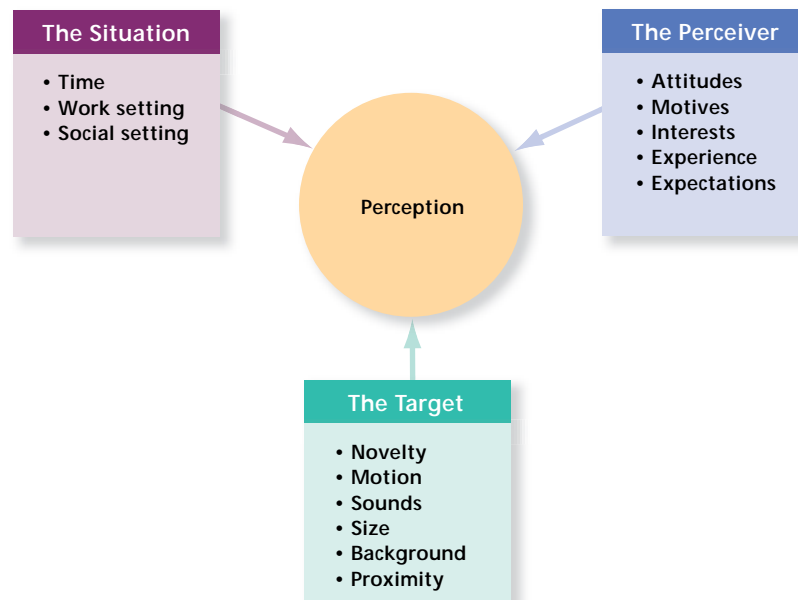 The Situation
• Time
• Work setting
• Social setting
The Perceiver
• Attitudes
• Motives
• Interests
• Experience
• Expectations
Perception
The Target
• Novelty
• Motion
• Sounds
• Size
• Background
• Proximity